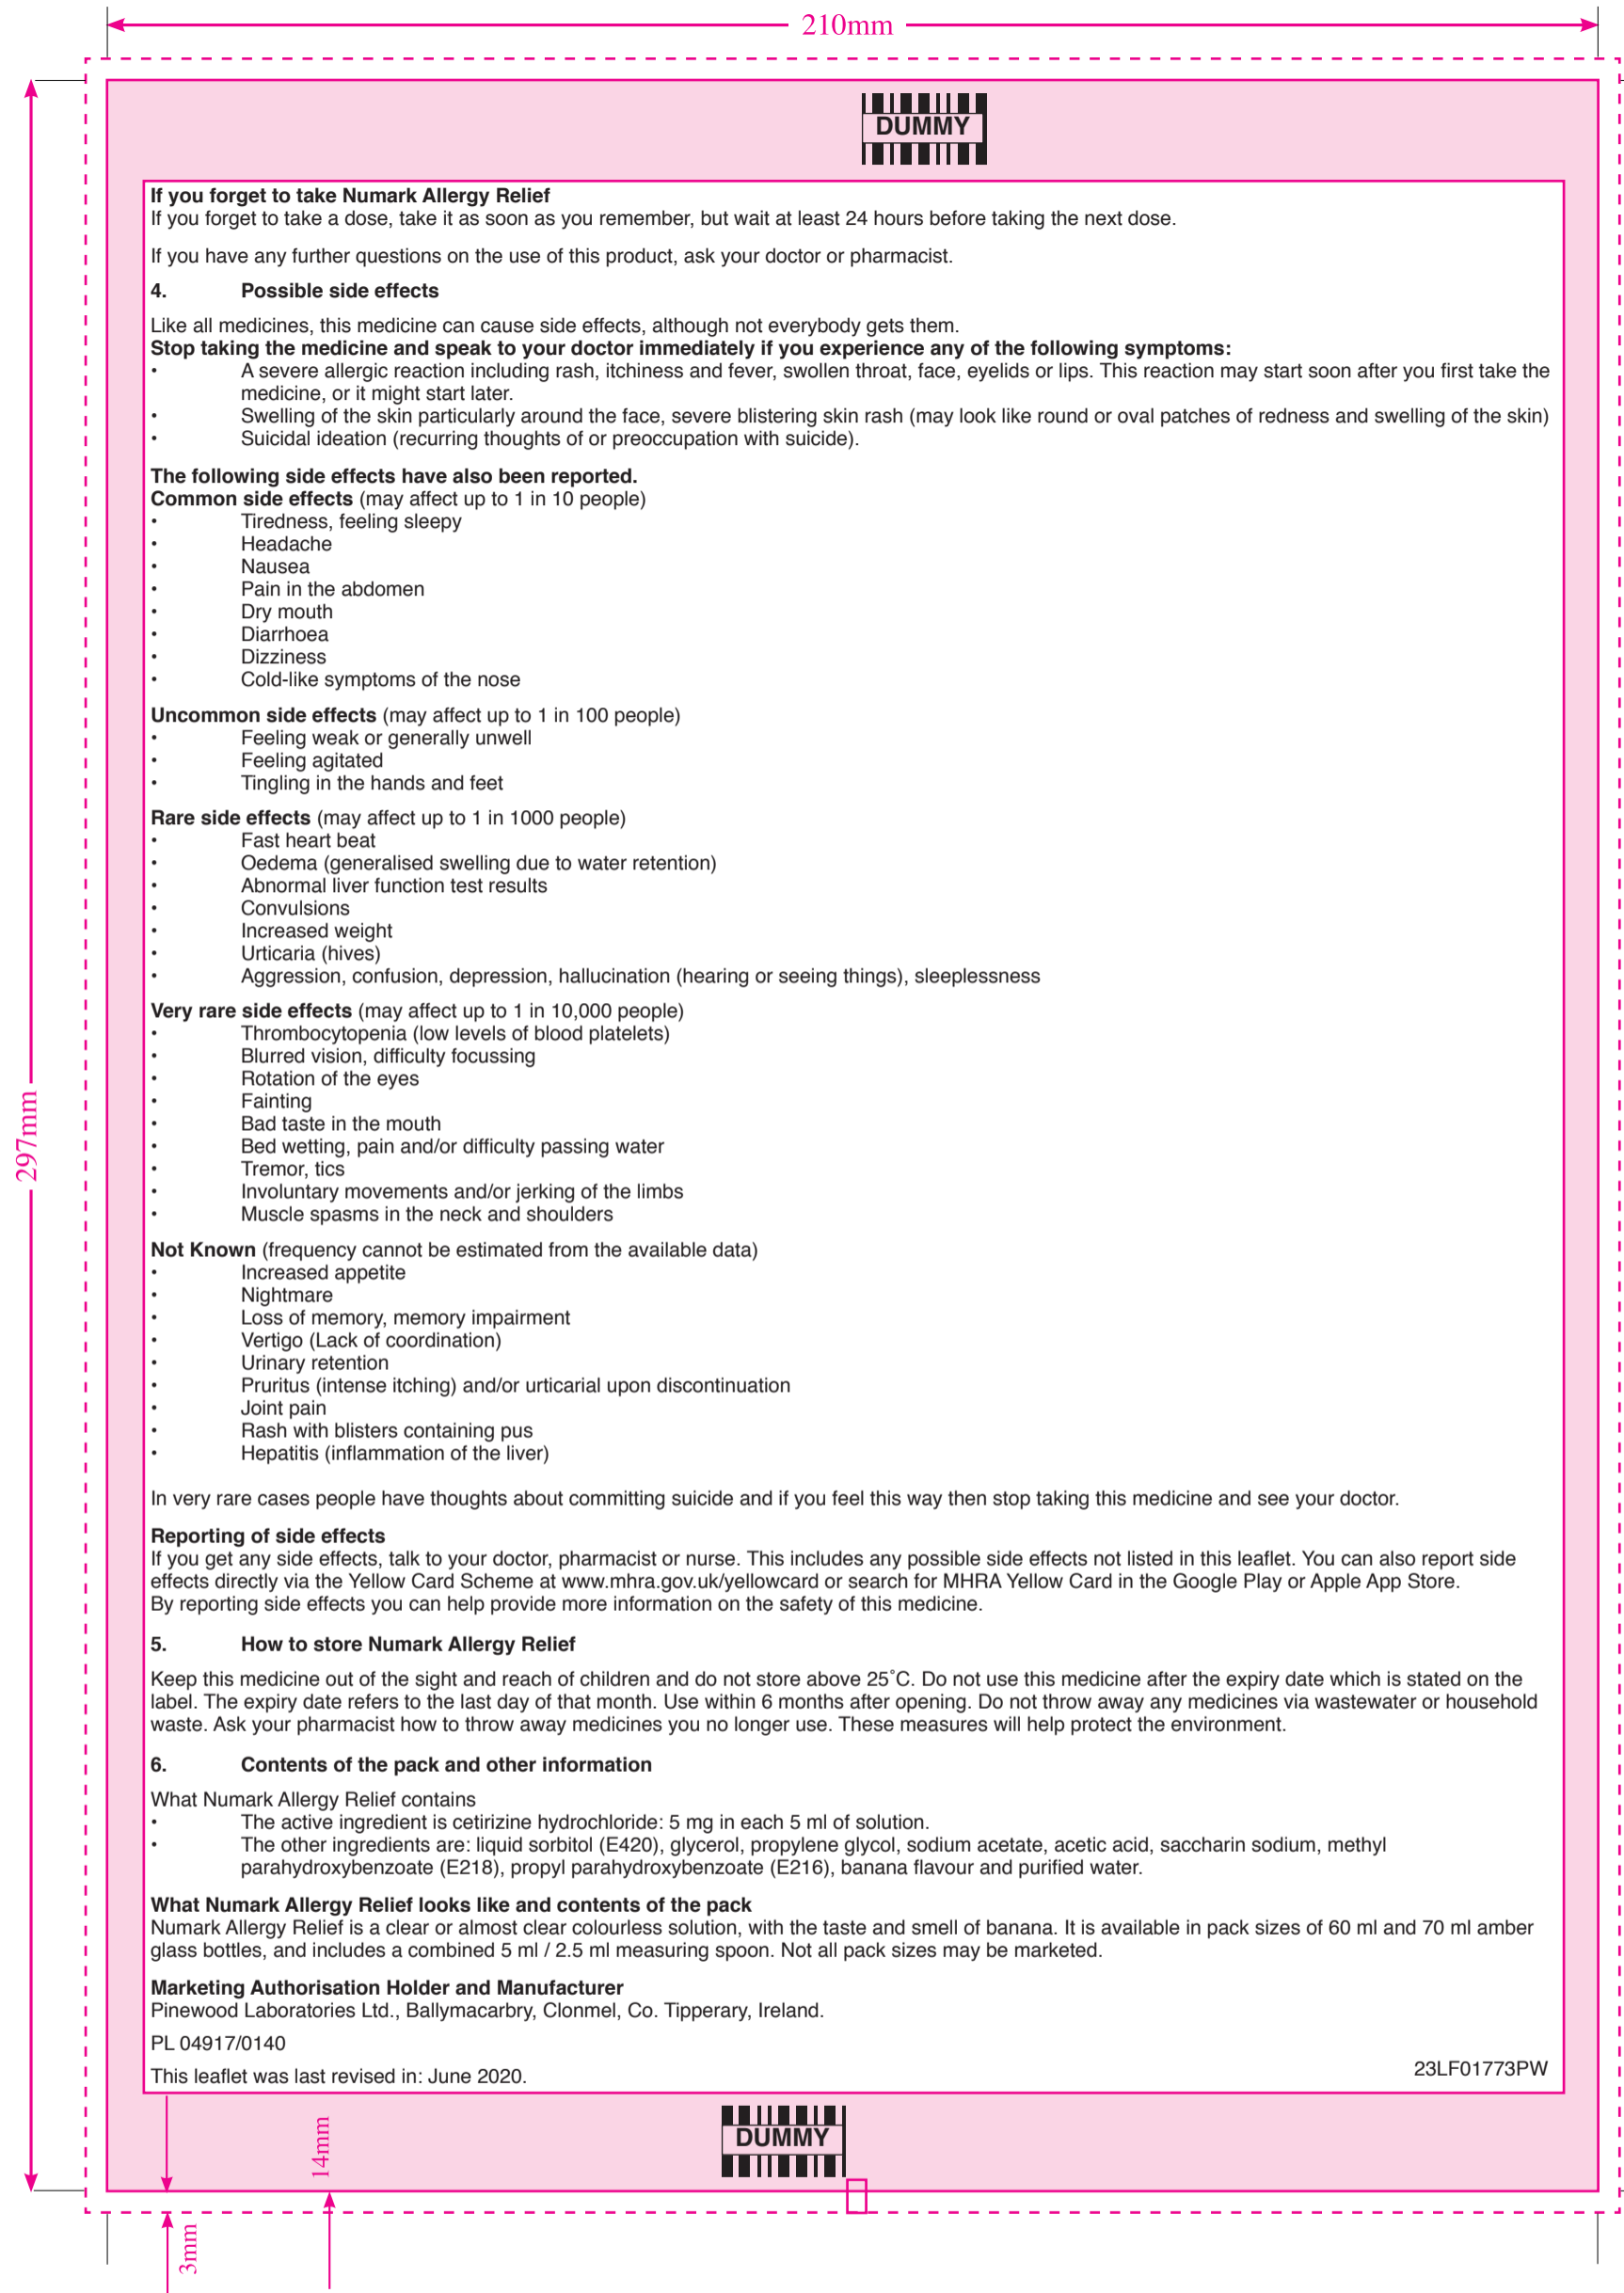 210mm
DUMMY
If you forget to take Numark Allergy Relief
If you forget to take a dose, take it as soon as you remember, but wait at least 24 hours before taking the next dose.
If you have any further questions on the use of this product, ask your doctor or pharmacist.
4. Possible side effects
Like all medicines, this medicine can cause side effects, although not everybody gets them.
Stop taking the medicine and speak to your doctor immediately if you experience any of the following symptoms:
• A severe allergic reaction including rash, itchiness and fever, swollen throat, face, eyelids or lips. This reaction may start soon after you first take the
medicine, or it might start later.
• Swelling of the skin particularly around the face, severe blistering skin rash (may look like round or oval patches of redness and swelling of the skin)
• Suicidal ideation (recurring thoughts of or preoccupation with suicide).
The following side effects have also been reported.
Common side effects (may affect up to 1 in 10 people)
• Tiredness, feeling sleepy
• Headache
• Nausea
• Pain in the abdomen
• Dry mouth
• Diarrhoea
• Dizziness
• Cold-like symptoms of the nose
Uncommon side effects (may affect up to 1 in 100 people)
• Feeling weak or generally unwell
• Feeling agitated
• Tingling in the hands and feet
Rare side effects (may affect up to 1 in 1000 people)
• Fast heart beat
• Oedema (generalised swelling due to water retention)
• Abnormal liver function test results
• Convulsions
• Increased weight
• Urticaria (hives)
• Aggression, confusion, depression, hallucination (hearing or seeing things), sleeplessness
Very rare side effects (may affect up to 1 in 10,000 people)
• Thrombocytopenia (low levels of blood platelets)
• Blurred vision, difficulty focussing
• Rotation of the eyes
• Fainting
• Bad taste in the mouth
• Bed wetting, pain and/or difficulty passing water
• Tremor, tics
• Involuntary movements and/or jerking of the limbs
• Muscle spasms in the neck and shoulders
Not Known (frequency cannot be estimated from the available data)
• Increased appetite
• Nightmare
• Loss of memory, memory impairment
• Vertigo (Lack of coordination)
• Urinary retention
• Pruritus (intense itching) and/or urticarial upon discontinuation
• Joint pain
• Rash with blisters containing pus
• Hepatitis (inflammation of the liver)
In very rare cases people have thoughts about committing suicide and if you feel this way then stop taking this medicine and see your doctor.
Reporting of side effects
If you get any side effects, talk to your doctor, pharmacist or nurse. This includes any possible side effects not listed in this leaflet. You can also report side
effects directly via the Yellow Card Scheme at www.mhra.gov.uk/yellowcard or search for MHRA Yellow Card in the Google Play or Apple App Store.
By reporting side effects you can help provide more information on the safety of this medicine.
5. How to store Numark Allergy Relief
Keep this medicine out of the sight and reach of children and do not store above 25˚C. Do not use this medicine after the expiry date which is stated on the
label. The expiry date refers to the last day of that month. Use within 6 months after opening. Do not throw away any medicines via wastewater or household
waste. Ask your pharmacist how to throw away medicines you no longer use. These measures will help protect the environment.
6. Contents of the pack and other information
What Numark Allergy Relief contains
• The active ingredient is cetirizine hydrochloride: 5 mg in each 5 ml of solution.
• The other ingredients are: liquid sorbitol (E420), glycerol, propylene glycol, sodium acetate, acetic acid, saccharin sodium, methyl
parahydroxybenzoate (E218), propyl parahydroxybenzoate (E216), banana flavour and purified water.
What Numark Allergy Relief looks like and contents of the pack
Numark Allergy Relief is a clear or almost clear colourless solution, with the taste and smell of banana. It is available in pack sizes of 60 ml and 70 ml amber
glass bottles, and includes a combined 5 ml / 2.5 ml measuring spoon. Not all pack sizes may be marketed.
Marketing Authorisation Holder and Manufacturer
Pinewood Laboratories Ltd., Ballymacarbry, Clonmel, Co. Tipperary, Ireland.
PL 04917/0140
This leaflet was last revised in: June 2020.
23LF01773PW
297mm
DUMMY
14mm
3mm